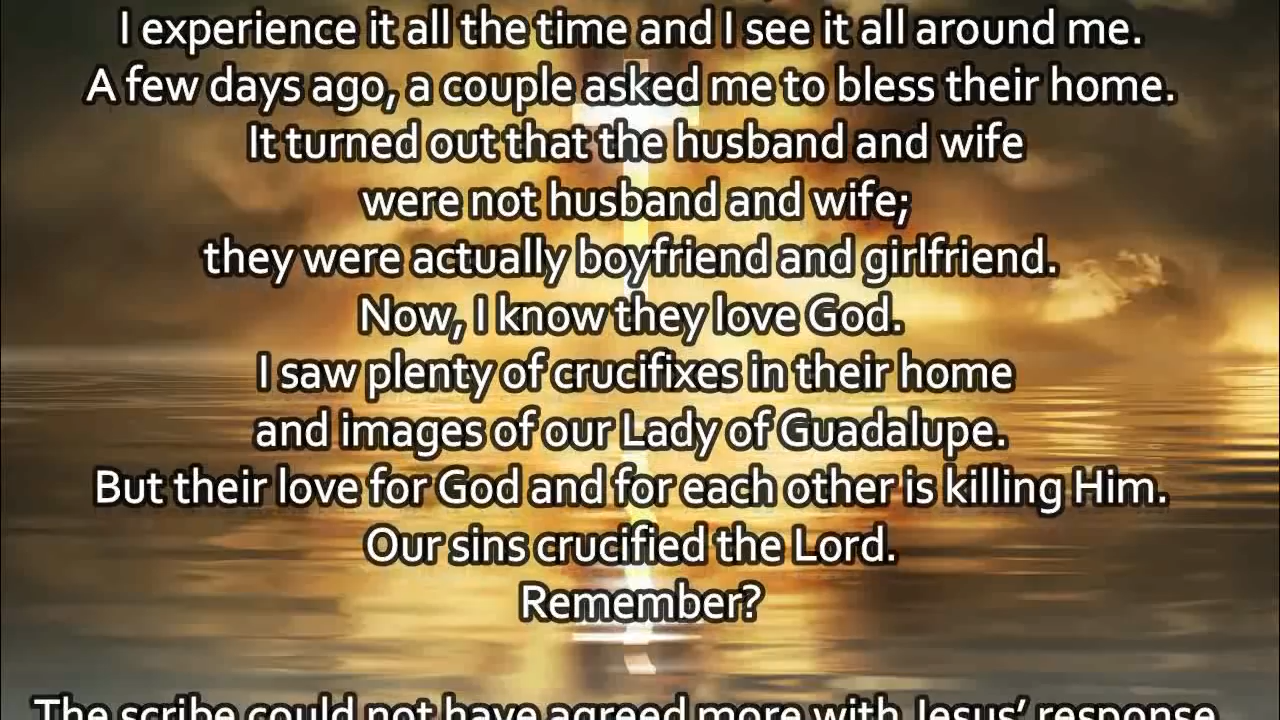 I experience it all the time and I see it all around me.
A few days ago, a couple asked me to bless their home.
It turned out that the husband and wife
were not husband and wife;
they were actually boyfriend and girlfriend.
Now, I know they love God.
I saw plenty of crucifixes in their home
and images of our Lady of Guadalupe.
But their love for God and for each other is killing Him.
Our sins crucified the Lord.
Remember?
The scribe could not have agreed more with Jesus’ response